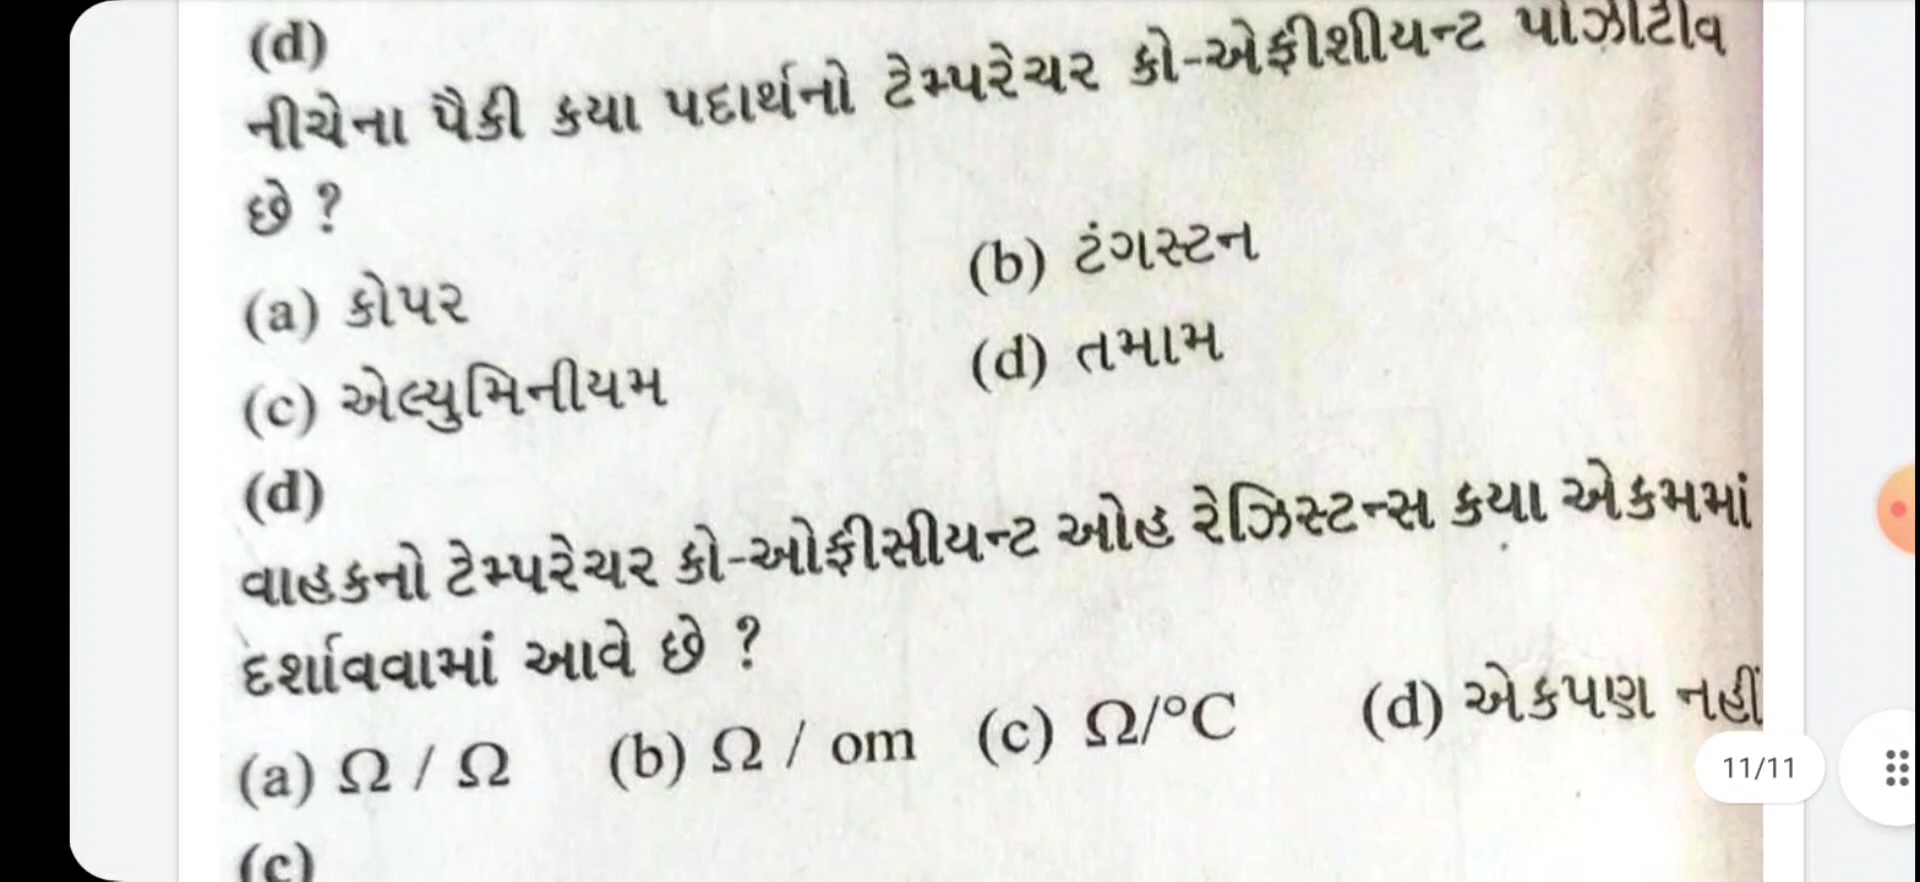 (d)
નીચેના પૈકી કયા પદાર્થનો ટેમ્પરેચર કો-એફીશીયન્ટ પોઝીટીવ
છે ?
(a) કોપર (b) ટંગસ્ટન
(c) એલ્યુમિનીયમ (d) તમામ
(d)
વાહકનો ટેમ્પરેચર કો-ઓફીસીયન્ટ ઓહ રેઝિસ્ટન્સ કયા એકમમાં
દર્શાવવામાં આવે છે ?
(a) Ω / Ω (b) Ω / om (c) Ω/°C (d) એકપણ નહીં
11/11
(c)